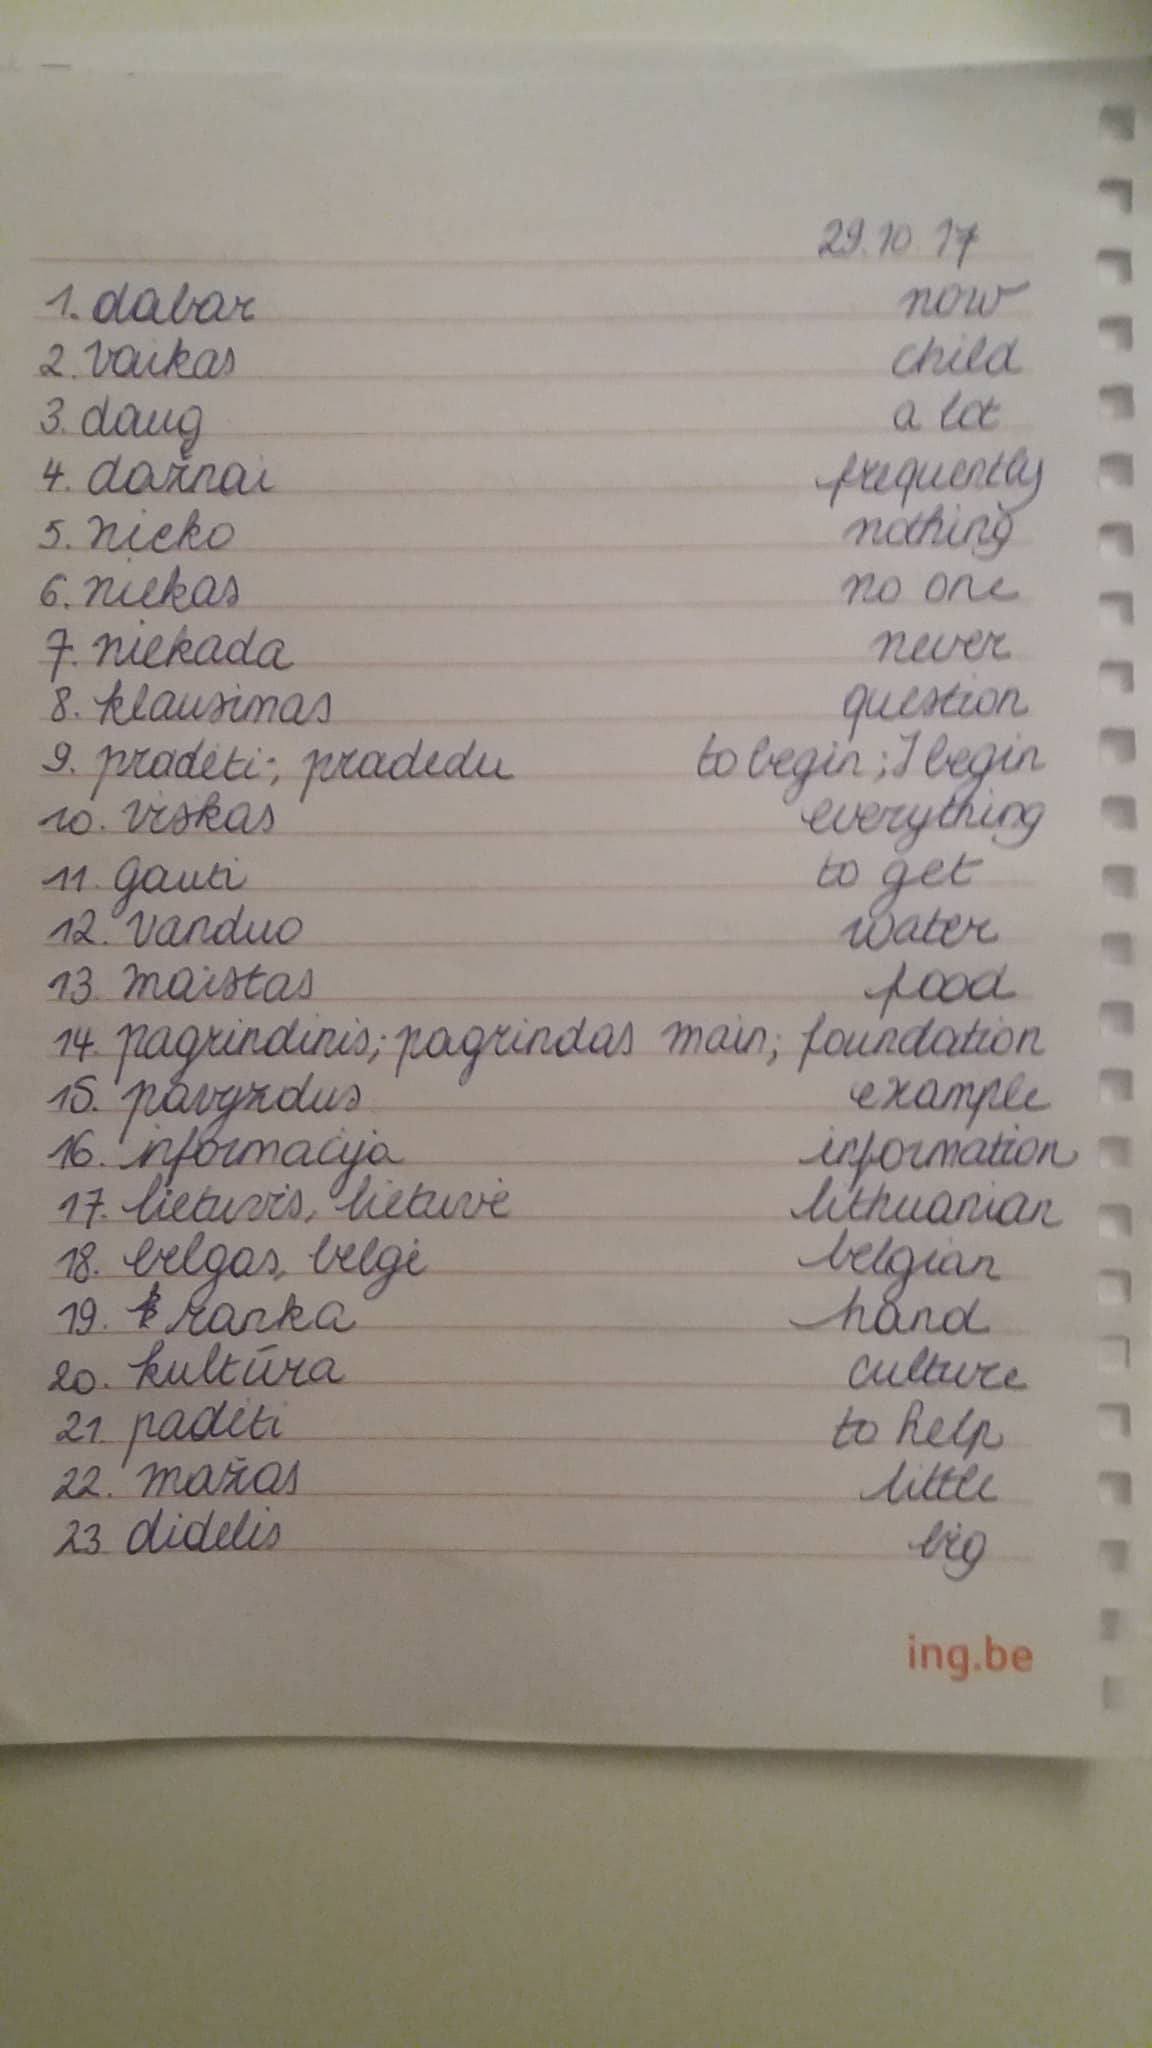 29.10 17
1. dabar now
2. vaikas child
3. daug a lot
4. dažnai frequently
5. nieko nothing
6. niekas no one
7. niekada never
8. klausimas question
9. pradėti; pradedu to begin; I begin
10. viskas everything
11. gauti to get
12. vanduo water
13. maistas food
14. pagrindinis; pagrindas main; foundation
15. pavyzdus example
16. informacija information
17. lietuvis, lietuvė lithuanian
18. belgas, belgė belgian
19. ranka hand
20. kultūra culture
21. padėti to help
22. mažas little
23 didelis big
ing.be